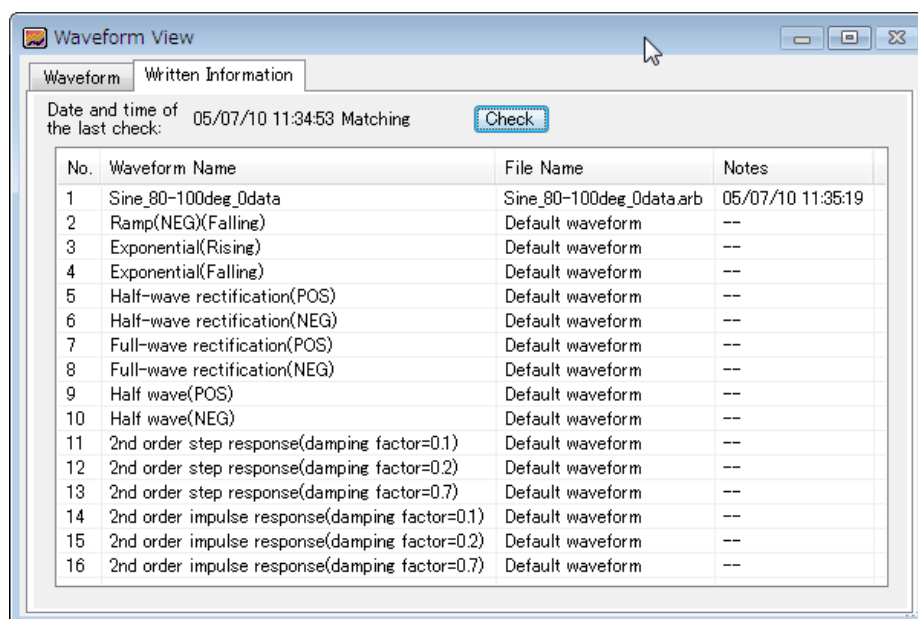 Waveform View
Waveform Written Information
Date and time of
the last check: 05/07/10 11:34:53 Matching Check
No. Waveform Name File Name Notes
1 Sine_80-100deg_0data Sine_80-100deg_0data.arb 05/07/10 11:35:19
2 Ramp(NEG)(Falling) Default waveform --
3 Exponential(Rising) Default waveform --
4 Exponential(Falling) Default waveform --
5 Half-wave rectification(POS) Default waveform --
6 Half-wave rectification(NEG) Default waveform --
7 Full-wave rectification(POS) Default waveform --
8 Full-wave rectification(NEG) Default waveform --
9 Half wave(POS) Default waveform --
10 Half wave(NEG) Default waveform --
11 2nd order step response(damping factor=0.1) Default waveform --
12 2nd order step response(damping factor=0.2) Default waveform --
13 2nd order step response(damping factor=0.7) Default waveform --
14 2nd order impulse response(damping factor=0.1) Default waveform --
15 2nd order impulse response(damping factor=0.2) Default waveform --
16 2nd order impulse response(damping factor=0.7) Default waveform --